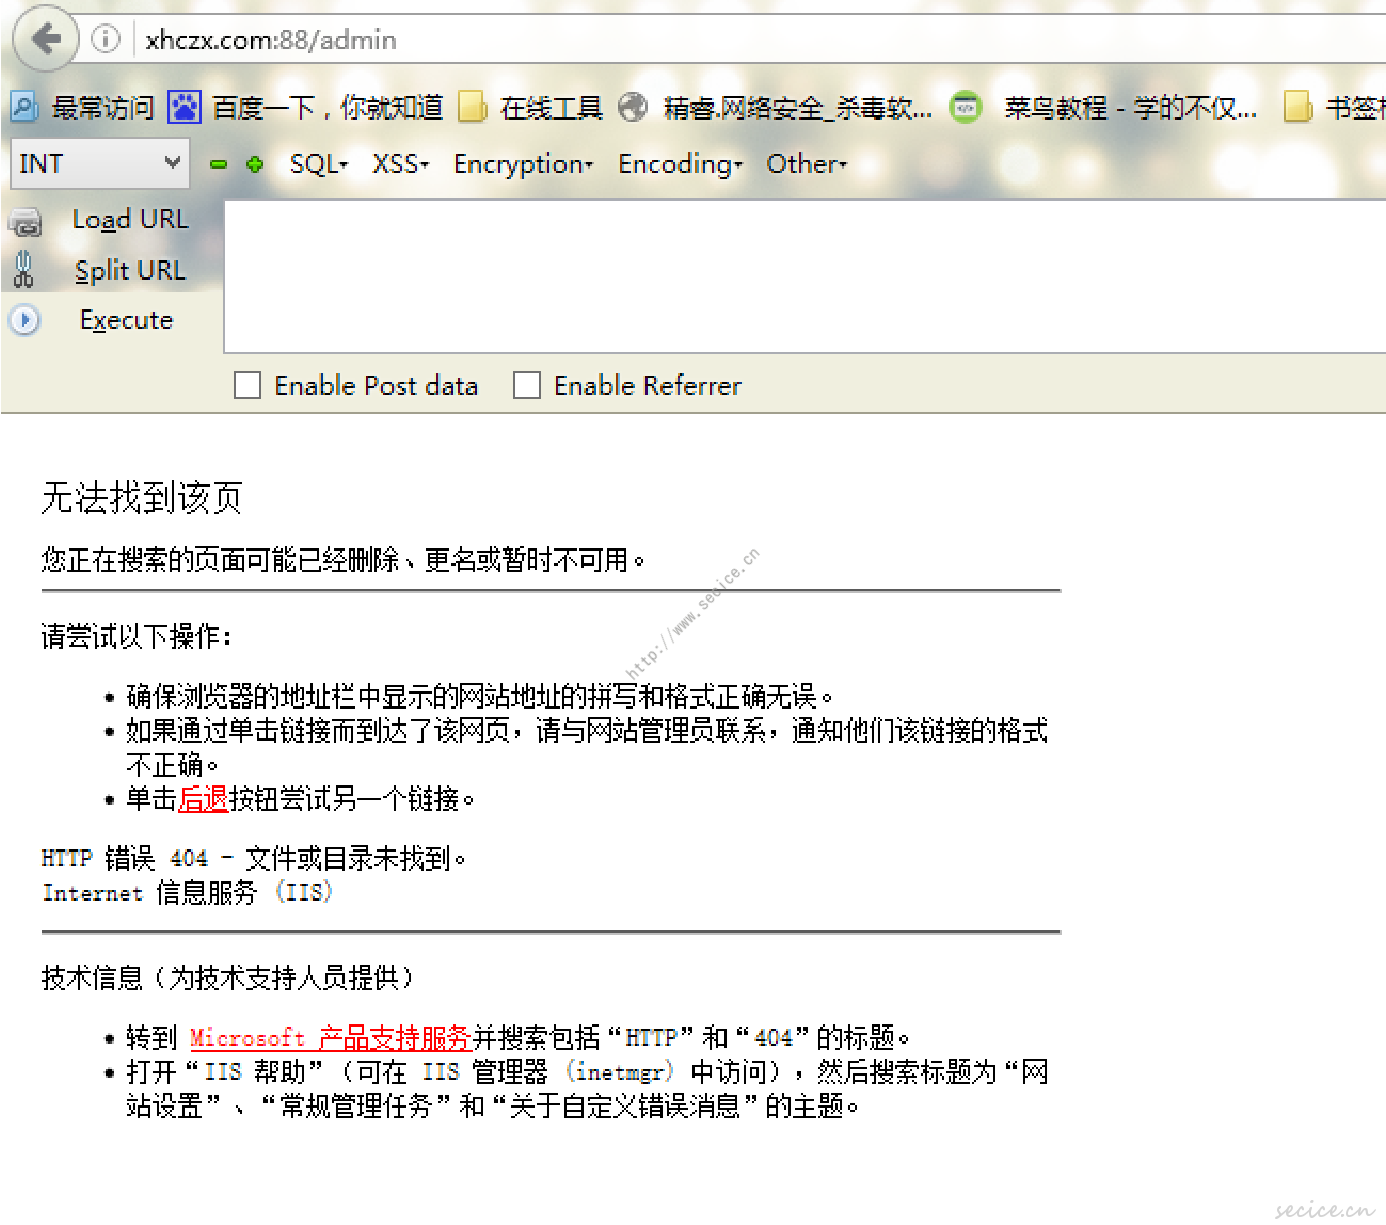 xhczx.com:88/admin
最常访问 百度一下，你就知道 在线工具 精睿.网络安全_杀毒软... 菜鸟教程 - 学的不仅... 书签
INT SQL XSS Encryption Encoding Other
Load URL
Split URL
Execute
Enable Post data Enable Referrer
无法找到该页
您正在搜索的页面可能已经删除、更名或暂时不可用。
http://www.secice.cn
请尝试以下操作：
确保浏览器的地址栏中显示的网站地址的拼写和格式正确无误。
如果通过单击链接而到达了该网页，请与网站管理员联系，通知他们该链接的格式
不正确。
单击后退按钮尝试另一个链接。
HTTP 错误 404 - 文件或目录未找到。
Internet 信息服务 (IIS)
技术信息（为技术支持人员提供）
转到 Microsoft 产品支持服务并搜索包括“HTTP”和“404”的标题。
打开“IIS 帮助”（可在 IIS 管理器 (inetmgr) 中访问），然后搜索标题为“网
站设置”、“常规管理任务”和“关于自定义错误消息”的主题。
secice.cn